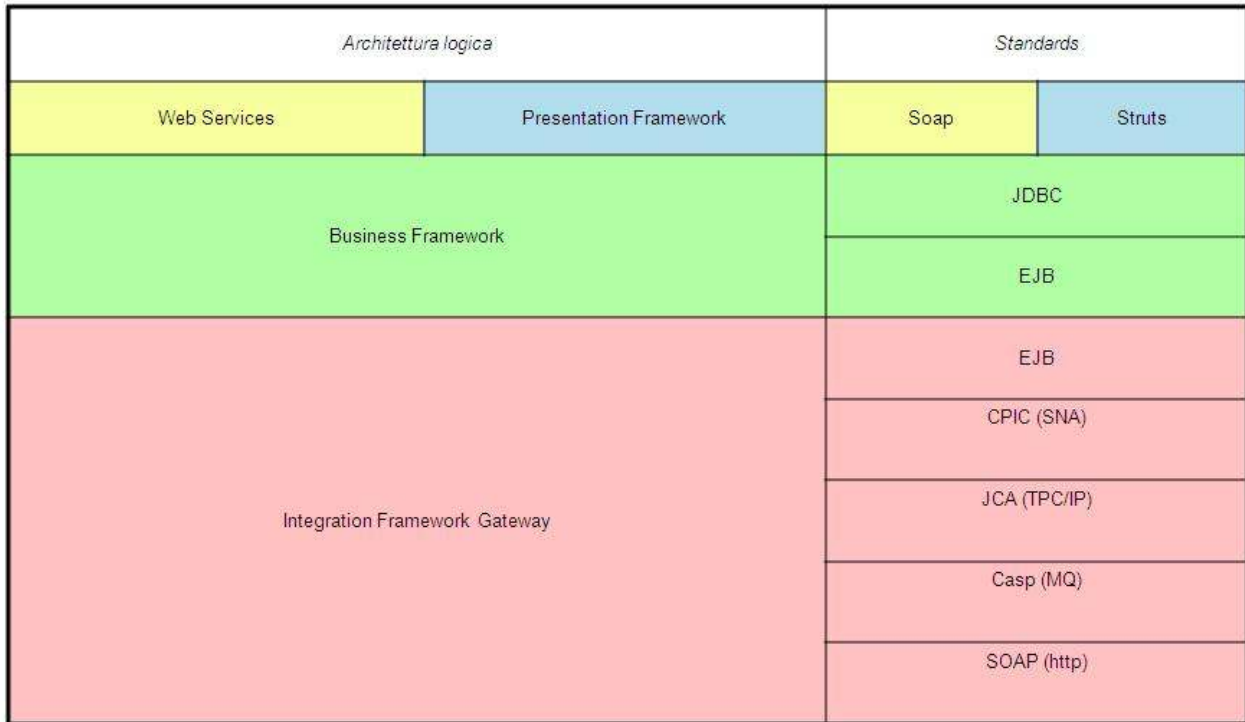 Architettura logica
Standards
Web Services
Presentation Framework
Soap
Struts
Business Framework
JDBC
EJB
Integration Framework Gateway
EJB
CPIC (SNA)
JCA (TPC/IP)
Casp (MQ)
SOAP (http)